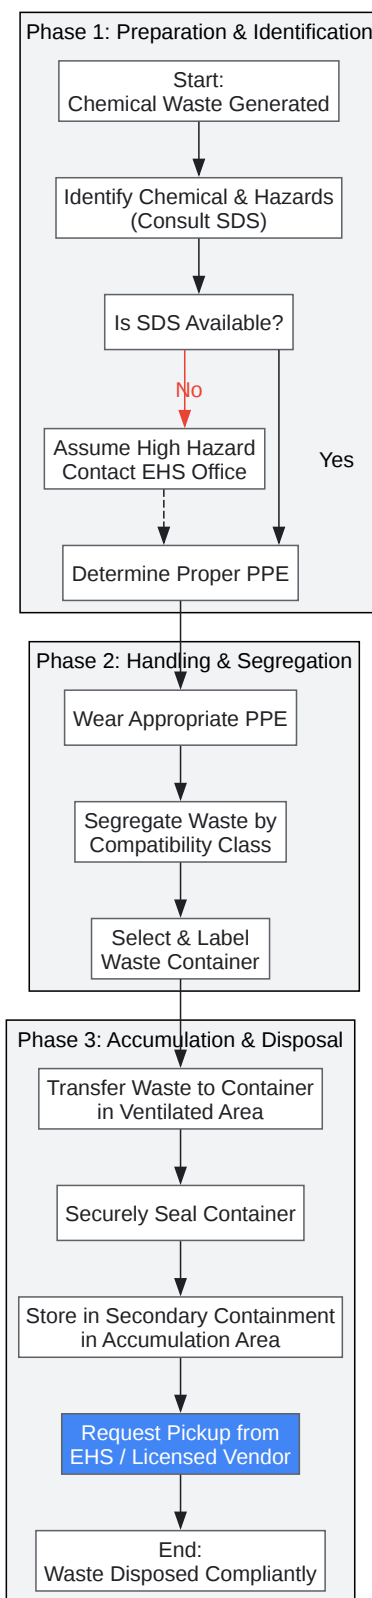 Phase 1: Preparation & Identification
Start:
Chemical Waste Generated
Identify Chemical & Hazards
(Consult SDS)
Is SDS Available?
No
Assume High Hazard
Contact EHS Office
Yes
Determine Proper PPE
Phase 2: Handling & Segregation
Wear Appropriate PPE
Segregate Waste by
Compatibility Class
Select & Label
Waste Container
Phase 3: Accumulation & Disposal
Transfer Waste to Container
in Ventilated Area
Securely Seal Container
Store in Secondary Containment
in Accumulation Area
Request Pickup from
EHS / Licensed Vendor
End:
Waste Disposed Compliantly